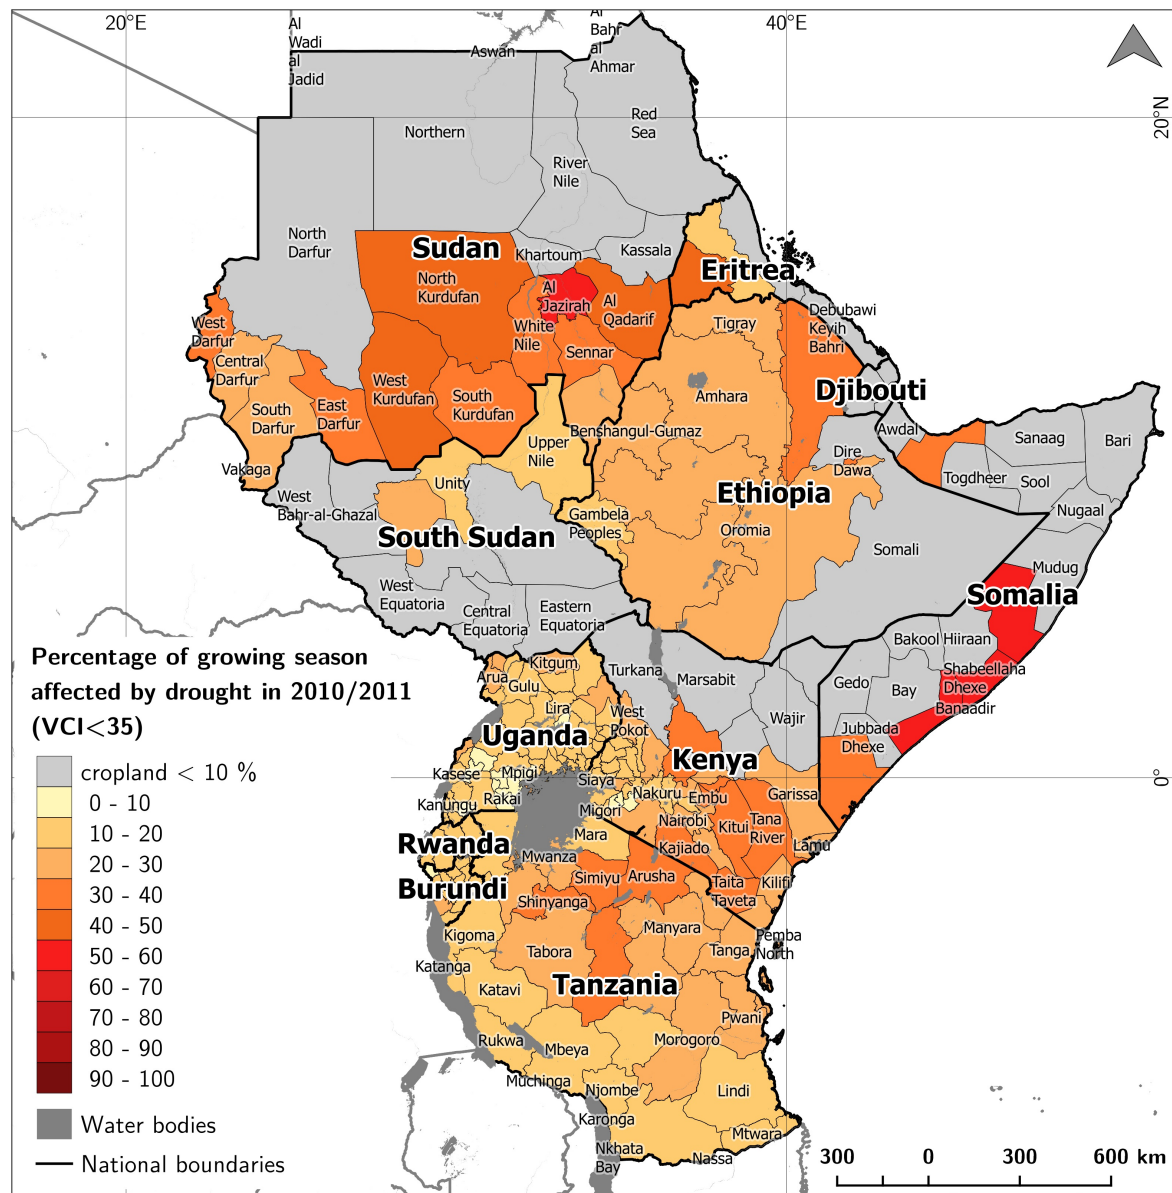 20°E
40°E
20°N
0°
Al
Wadi
al
Jadid
Al
Bahr
al
Ahmar
Aswan
Northern
Red
Sea
River
Nile
North
Darfur
Sudan
Khartoum
Kassala
North
Kurdufan
Al
Jazirah
Al
Qadarif
Eritrea
White
Nile
Sennar
Tigray
Debubawi
Keyih
Bahri
West
Darfur
Central
Darfur
South
Darfur
East
Darfur
West
Kurdufan
South
Kurdufan
Amhara
Djibouti
Benshangul-Gumaz
Upper
Nile
Awdal
Sanaag
Bari
Dire
Dawa
Togdheer
Sool
Vakaga
Unity
Ethiopia
Nugaal
West
Bahr-al-Ghazal
Gambela
Peoples
South Sudan
Oromia
Somali
Mudug
West
Equatoria
Central
Equatoria
Eastern
Equatoria
Somalia
Bakool
Hiiraan
Percentage of growing season
affected by drought in 2010/2011
(VCI<35)
cropland < 10 %
0 - 10
10 - 20
20 - 30
30 - 40
40 - 50
50 - 60
60 - 70
70 - 80
80 - 90
90 - 100
Water bodies
National boundaries
Arua
Kitgum
Gulu
Turkana
Marsabit
Gedo
Bay
Shabeellaha
Dhexe
Banaadir
Lira
West
Pokot
Wajir
Jubbada
Dhexe
Uganda
Kenya
Kasese
Mpigi
Siaya
Kanungu
Rakai
Migori
Nakuru
Embu
Garissa
Nairobi
Kitui
Tana
River
Rwanda
Mara
Kajiado
Lamu
Mwanza
Burundi
Simiyu
Arusha
Taita
Taveta
Kilifi
Shinyanga
Kigoma
Manyara
Pemba
North
Tabora
Tanga
Katanga
Katavi
Tanzania
Pwani
Rukwa
Mbeya
Morogoro
Muchinga
Njombe
Lindi
Karonga
Mtwara
Nkhata
Bay
Nassa
300 0 300 600 km